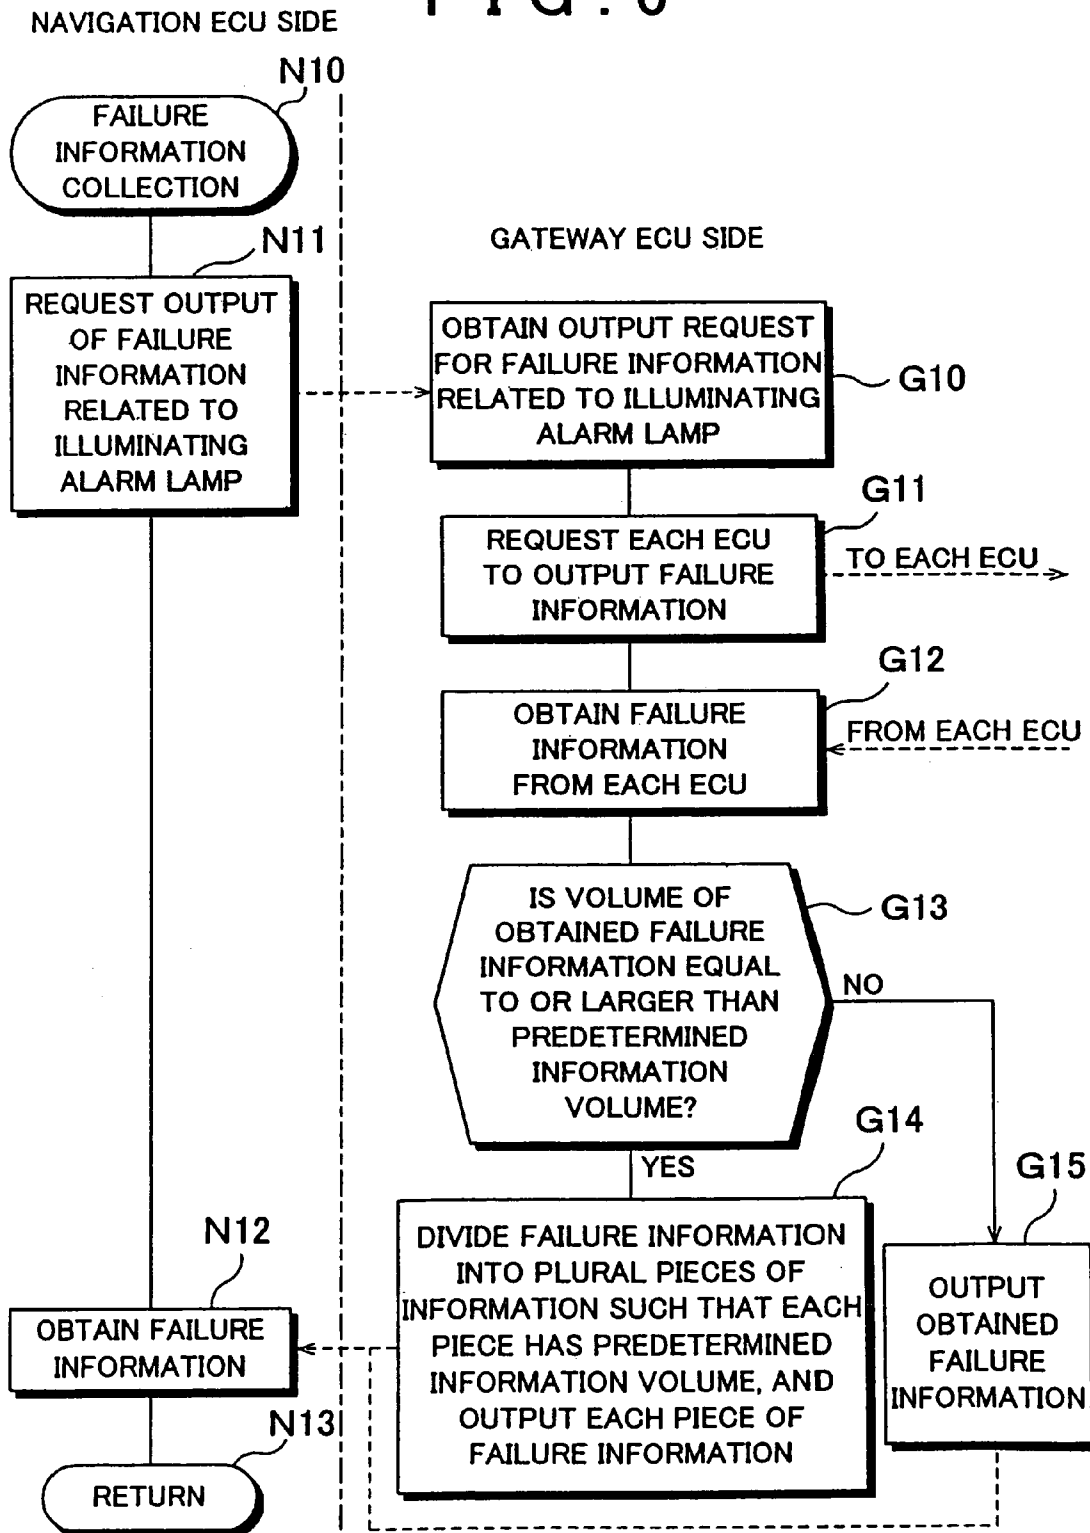 NAVIGATION ECU SIDE
N10
FAILURE
INFORMATION
COLLECTION
N11
REQUEST OUTPUT
OF FAILURE
INFORMATION
RELATED TO
ILLUMINATING
ALARM LAMP
GATEWAY ECU SIDE
OBTAIN OUTPUT REQUEST
FOR FAILURE INFORMATION
RELATED TO ILLUMINATING
ALARM LAMP
G10
G11
REQUEST EACH ECU
TO OUTPUT FAILURE
INFORMATION
TO EACH ECU
G12
OBTAIN FAILURE
INFORMATION
FROM EACH ECU
FROM EACH ECU
IS VOLUME OF
OBTAINED FAILURE
INFORMATION EQUAL
TO OR LARGER THAN
PREDETERMINED
INFORMATION
VOLUME?
G13
NO
YES
G14
DIVIDE FAILURE INFORMATION
INTO PLURAL PIECES OF
INFORMATION SUCH THAT EACH
PIECE HAS PREDETERMINED
INFORMATION VOLUME, AND
OUTPUT EACH PIECE OF
FAILURE INFORMATION
G15
OUTPUT
OBTAINED
FAILURE
INFORMATION
N12
OBTAIN FAILURE
INFORMATION
N13
RETURN